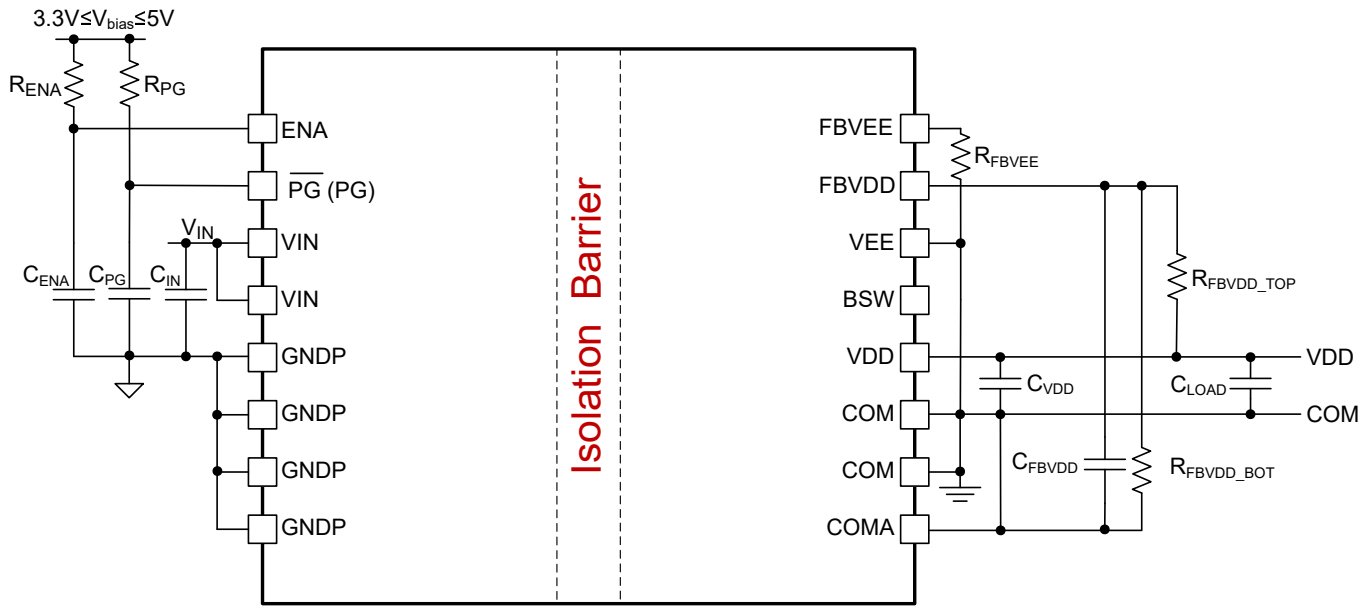 3.3V≤Vbias≤5V
RENA
RPG
ENA
PG (PG)
VIN
VIN
VIN
GNDP
GNDP
GNDP
GNDP
CENA
CPG
CIN
Isolation Barrier
FBVEE
FBVDD
VEE
BSW
VDD
COM
COM
COMA
RFBVEE
RFBVDD_TOP
CVDD
CLOAD
VDD
COM
CFBVDD
RFBVDD_BOT